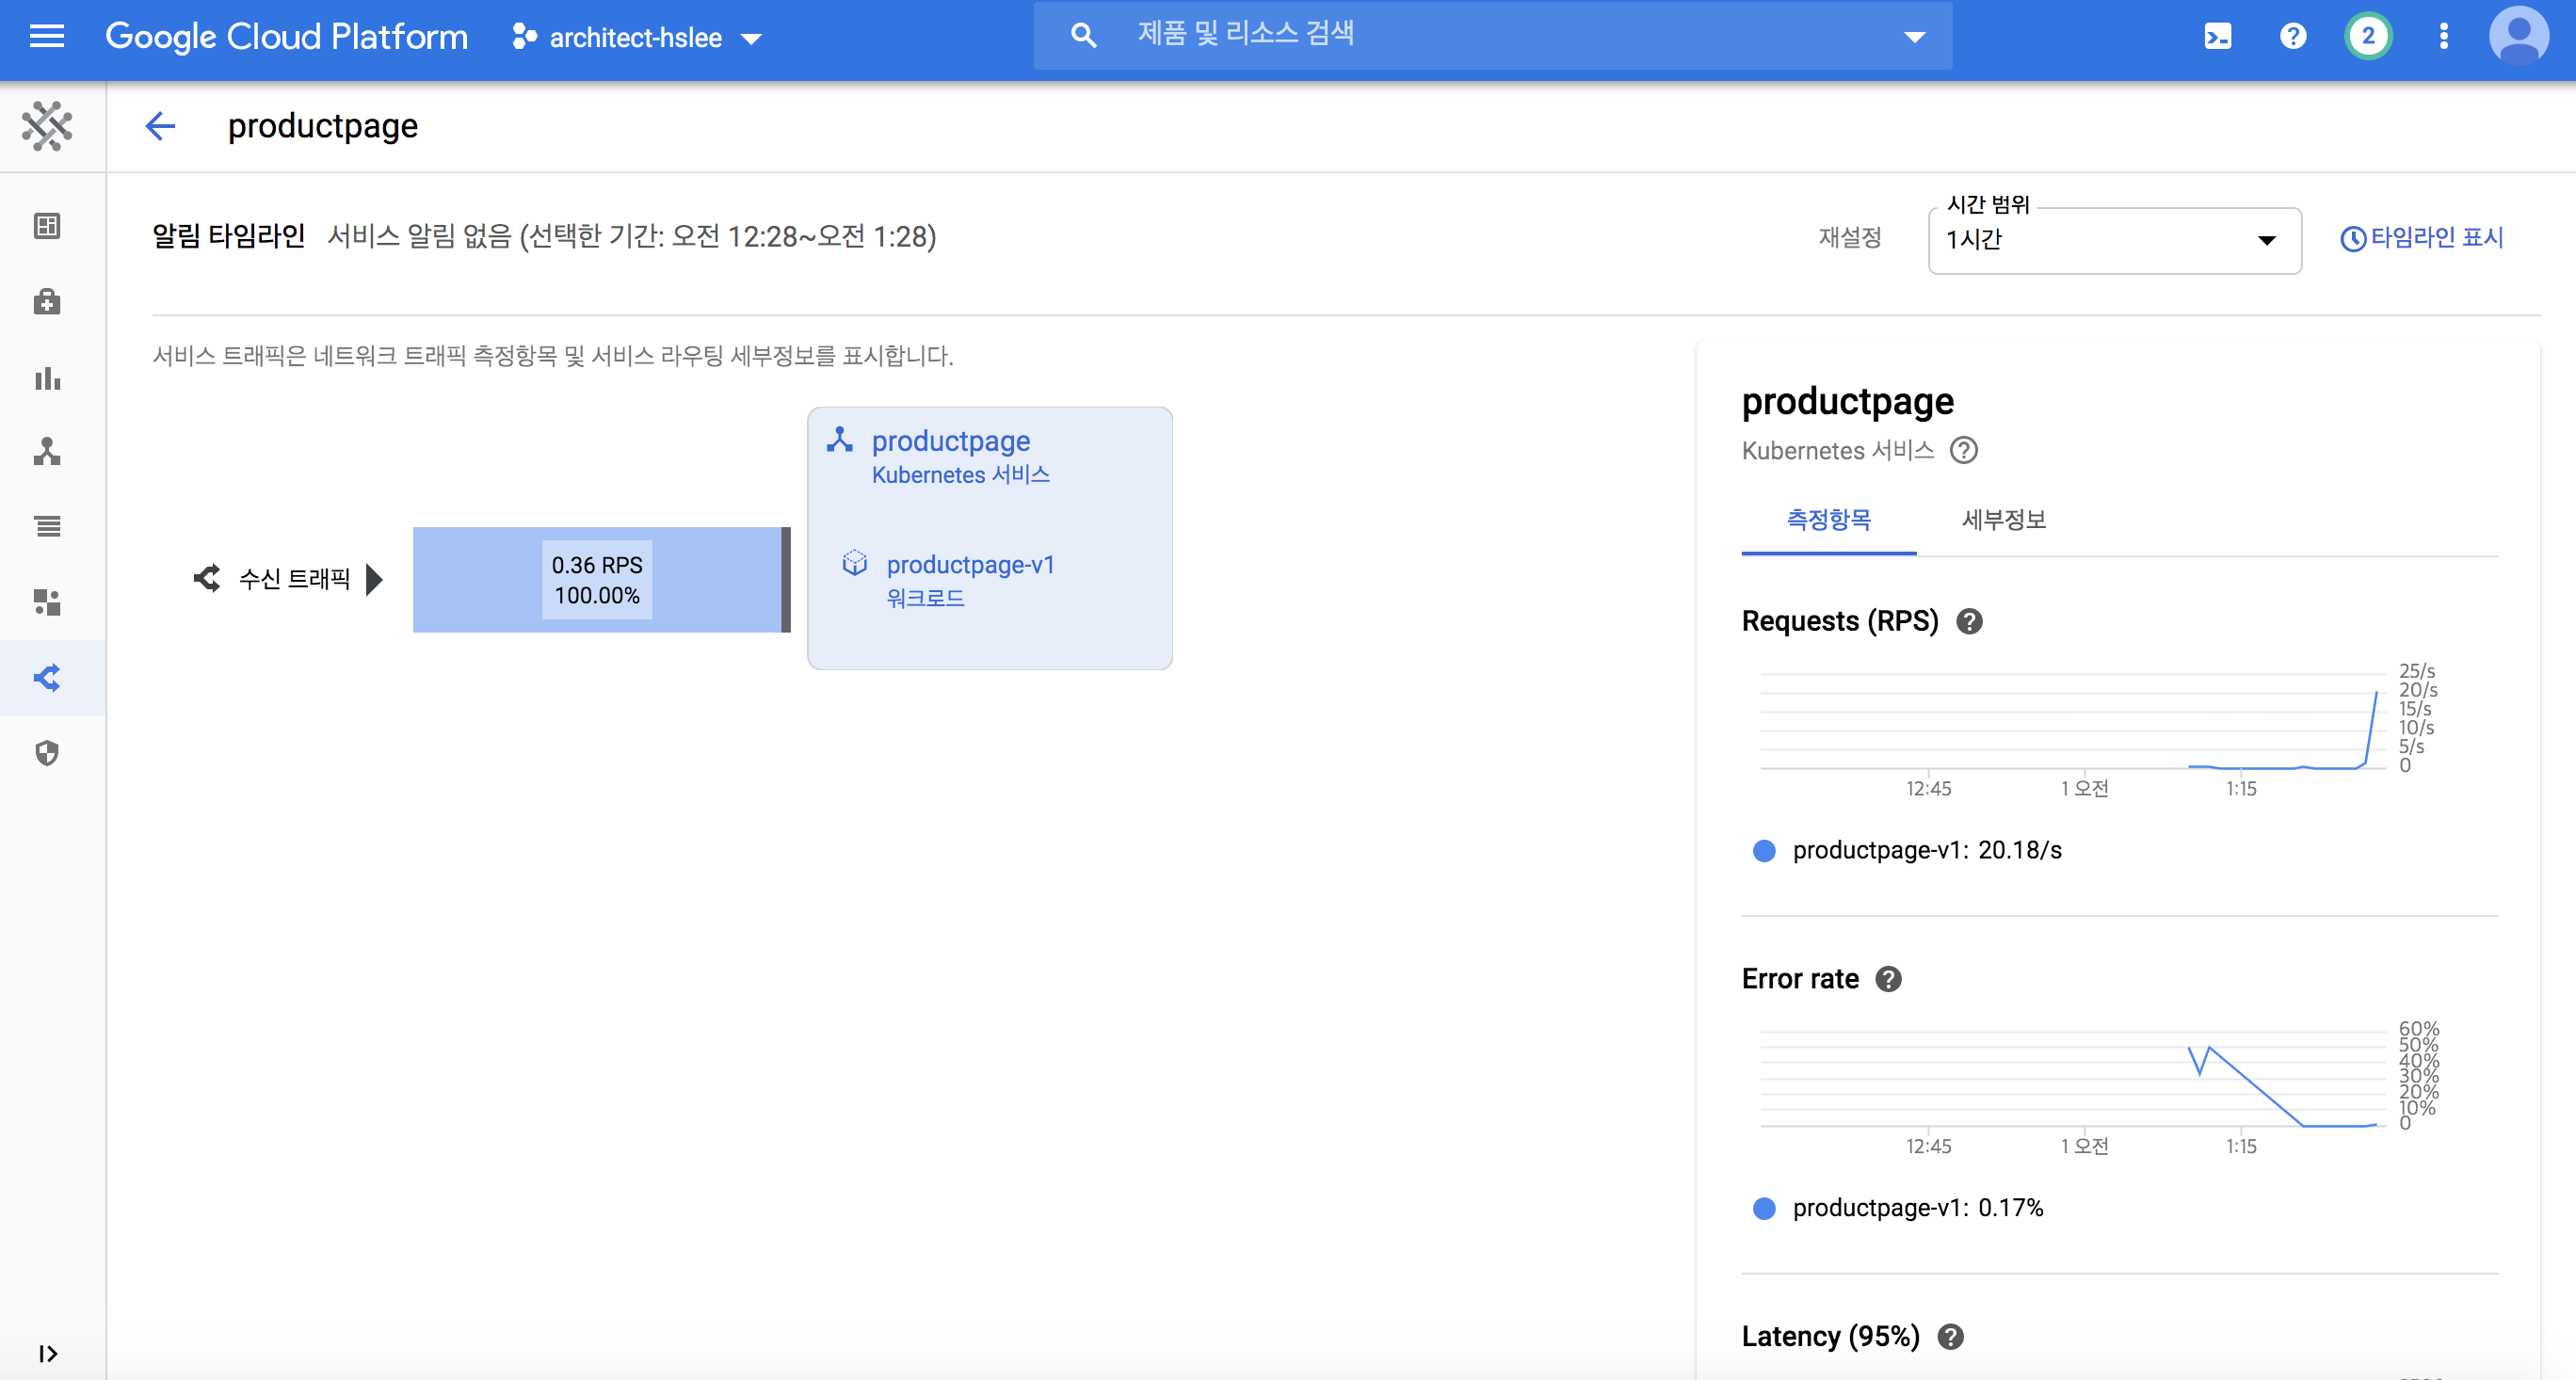 Google Cloud Platform
architect-hslee
제품 및 리소스 검색
2
productpage
알림 타임라인 서비스 알림 없음 (선택한 기간: 오전 12:28~오전 1:28)
재설정
시간 범위
1시간
타임라인 표시
서비스 트래픽은 네트워크 트래픽 측정항목 및 서비스 라우팅 세부정보를 표시합니다.
수신 트래픽
0.36 RPS
100.00%
productpage
Kubernetes 서비스
productpage-v1
워크로드
productpage
Kubernetes 서비스
측정항목 세부정보
Requests (RPS)
25/s
20/s
15/s
10/s
5/s
0
12:45 1 오전 1:15
productpage-v1: 20.18/s
Error rate
60%
50%
40%
30%
20%
10%
0
12:45 1 오전 1:15
productpage-v1: 0.17%
Latency (95%)